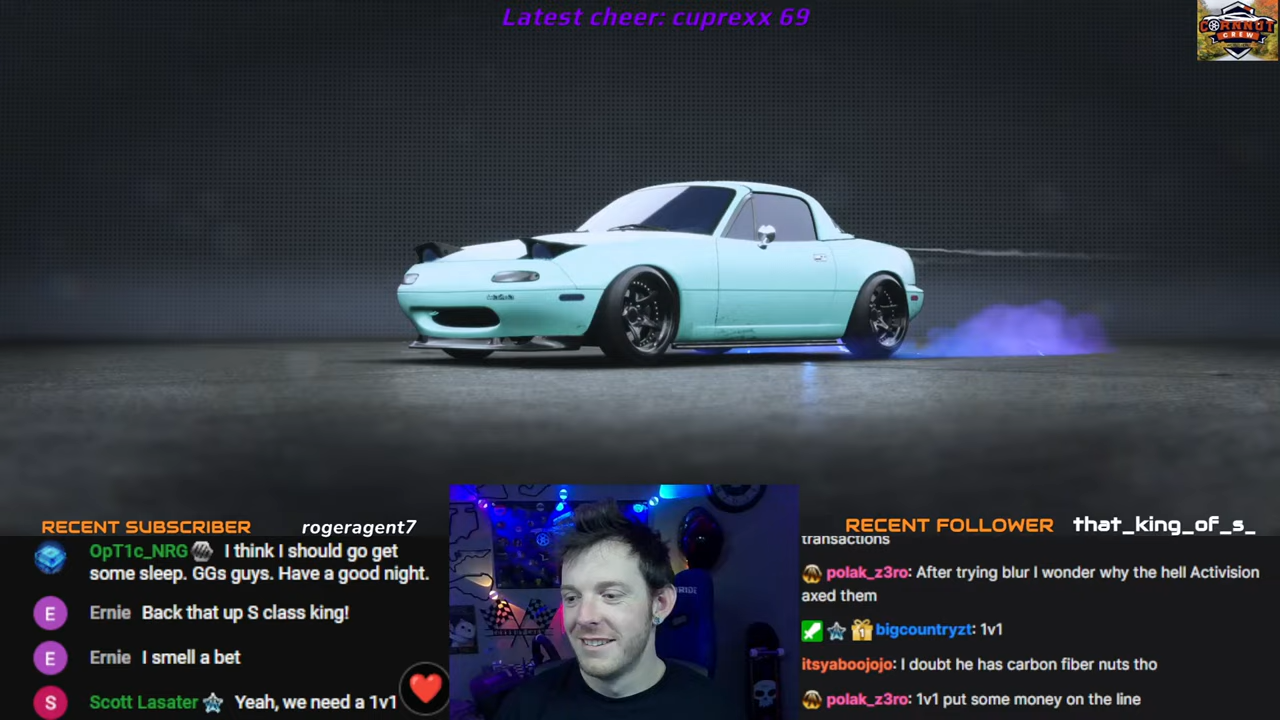 Latest cheer: cuprexx 69
CORNNUT
CREW
RECENT SUBSCRIBER rogeragent7
OpT1c_NRG I think I should go get
some sleep. GGs guys. Have a good night.
E Ernie Back that up S class king!
E Ernie I smell a bet
S Scott Lasater Yeah, we need a 1v1
RECENT FOLLOWER that_king_of_s_
transactions
polak_z3ro: After trying blur I wonder why the hell Activision
axed them
1 bigcountryzt: 1v1
itsyaboojojo: I doubt he has carbon fiber nuts tho
polak_z3ro: 1v1 put some money on the line